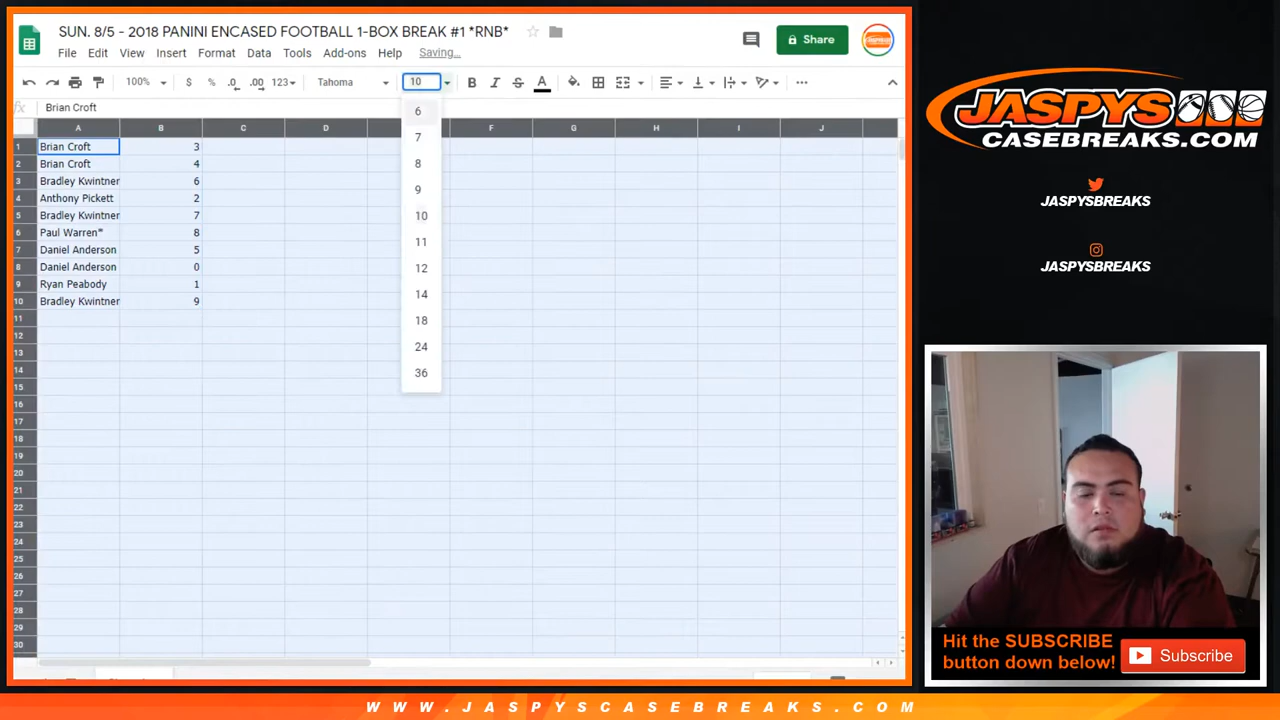 SUN. 8/5 - 2018 PANINI ENCASED FOOTBALL 1-BOX BREAK #1 *RNB*
File Edit View Insert Format Data Tools Add-ons Help Saving...
Share
100% $ % .0 .00 123 Tahoma 10 B I S A
fx Brian Croft
A B C D F G H I J
1 Brian Croft 3
2 Brian Croft 4
3 Bradley Kwintner 6
4 Anthony Pickett 2
5 Bradley Kwintner 7
6 Paul Warren* 8
7 Daniel Anderson 5
8 Daniel Anderson 0
9 Ryan Peabody 1
10 Bradley Kwintner 9
11
12
13
14
15
16
17
18
19
20
21
22
23
24
25
26
27
28
29
30
6
7
8
9
10
11
12
14
18
24
36
JASPYS
CASEBREAKS.COM
JASPYSBREAKS
JASPYSBREAKS
Hit the SUBSCRIBE
button down below!
Subscribe
WWW.JASPYSCASEBREAKS.COM